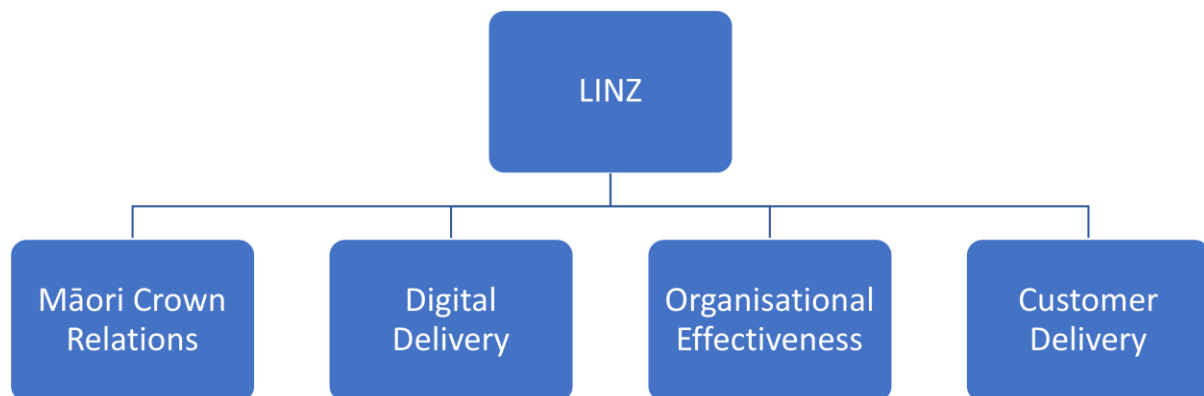 LINZ
Māori Crown
Relations
Digital
Delivery
Organisational
Effectiveness
Customer
Delivery